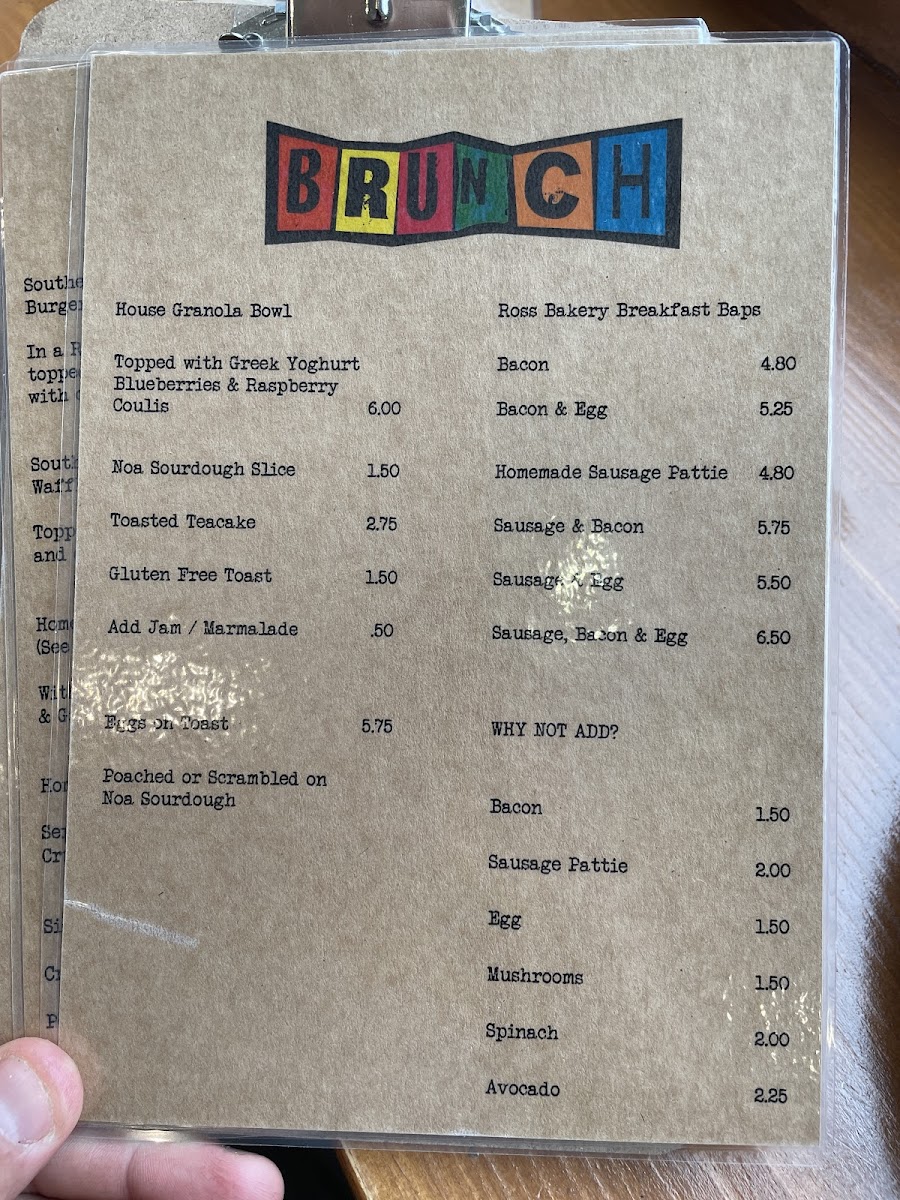 BRUNCH
House Granola Bowl
Topped with Greek Yoghurt
Blueberries & Raspberry
Coulis 6.00
Noa Sourdough Slice 1.50
Toasted Teacake 2.75
Gluten Free Toast 1.50
Add Jam / Marmalade .50
Eggs on Toast 5.75
Poached or Scrambled on
Noa Sourdough
Ross Bakery Breakfast Baps
Bacon 4.80
Bacon & Egg 5.25
Homemade Sausage Pattie 4.80
Sausage & Bacon 5.75
Sausage & Egg 5.50
Sausage, Bacon & Egg 6.50
WHY NOT ADD?
Bacon 1.50
Sausage Pattie 2.00
Egg 1.50
Mushrooms 1.50
Spinach 2.00
Avocado 2.25
In a
with
and
(See
&